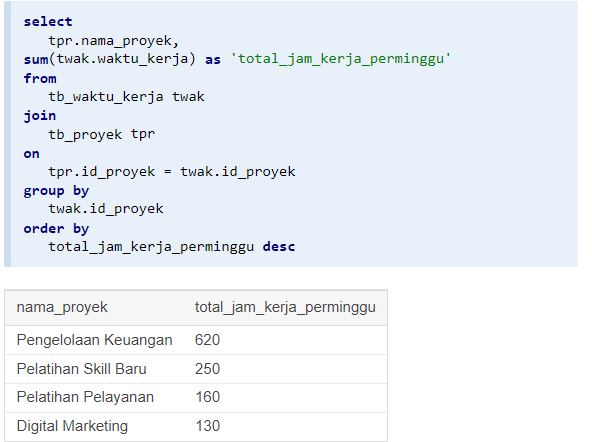 select
tpr.nama_proyek,
sum(twak.waktu_kerja) as 'total_jam_kerja_perminggu'
from
tb_waktu_kerja twak
join
tb_proyek tpr
on
tpr.id_proyek = twak.id_proyek
group by
twak.id_proyek
order by
total_jam_kerja_perminggu desc
nama_proyek total_jam_kerja_perminggu
Pengelolaan Keuangan 620
Pelatihan Skill Baru 250
Pelatihan Pelayanan 160
Digital Marketing 130